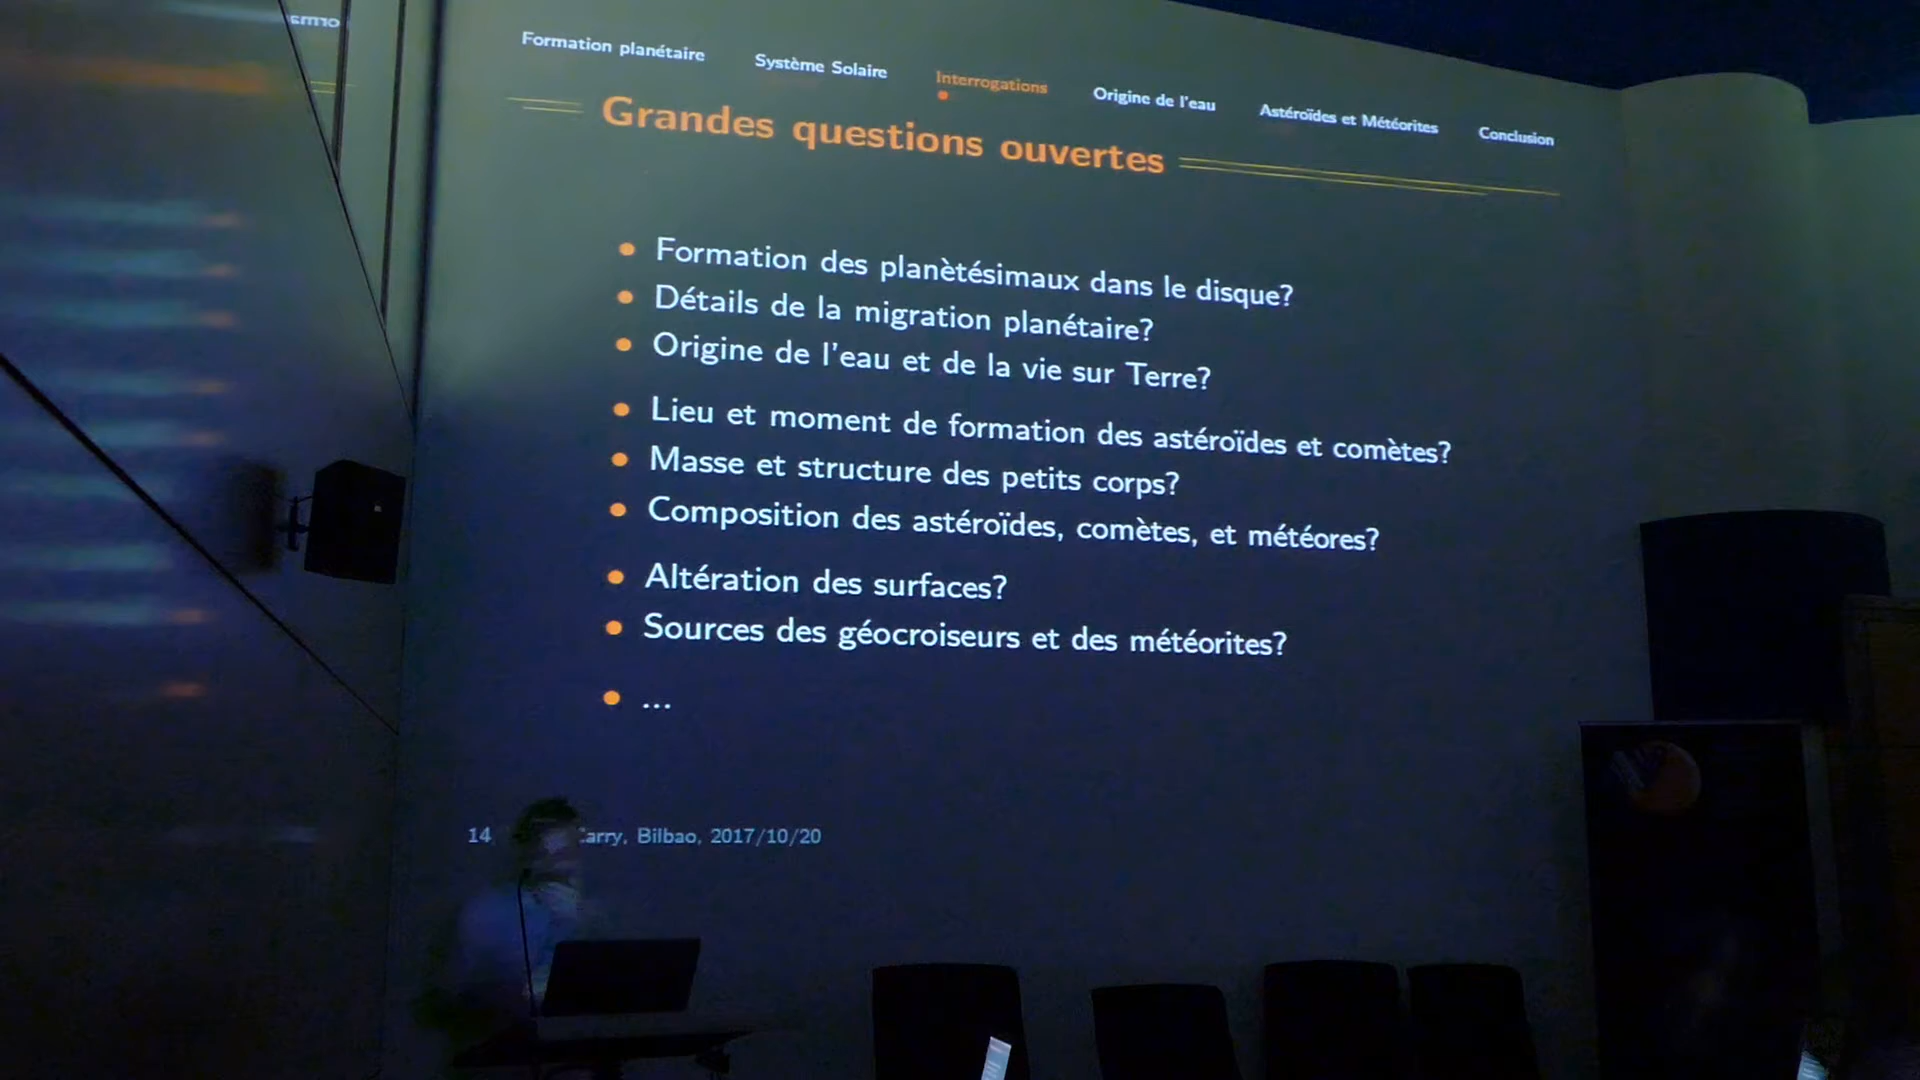 Formation planétaire Système Solaire Interrogations Origine de l'eau Astéroïdes et Météorites Conclusion
Grandes questions ouvertes
Formation des planètésimaux dans le disque?
Détails de la migration planétaire?
Origine de l'eau et de la vie sur Terre?
Lieu et moment de formation des astéroïdes et comètes?
Masse et structure des petits corps?
Composition des astéroïdes, comètes, et météores?
Altération des surfaces?
Sources des géocroiseurs et des météorites?
...
14 Carry, Bilbao, 2017/10/20